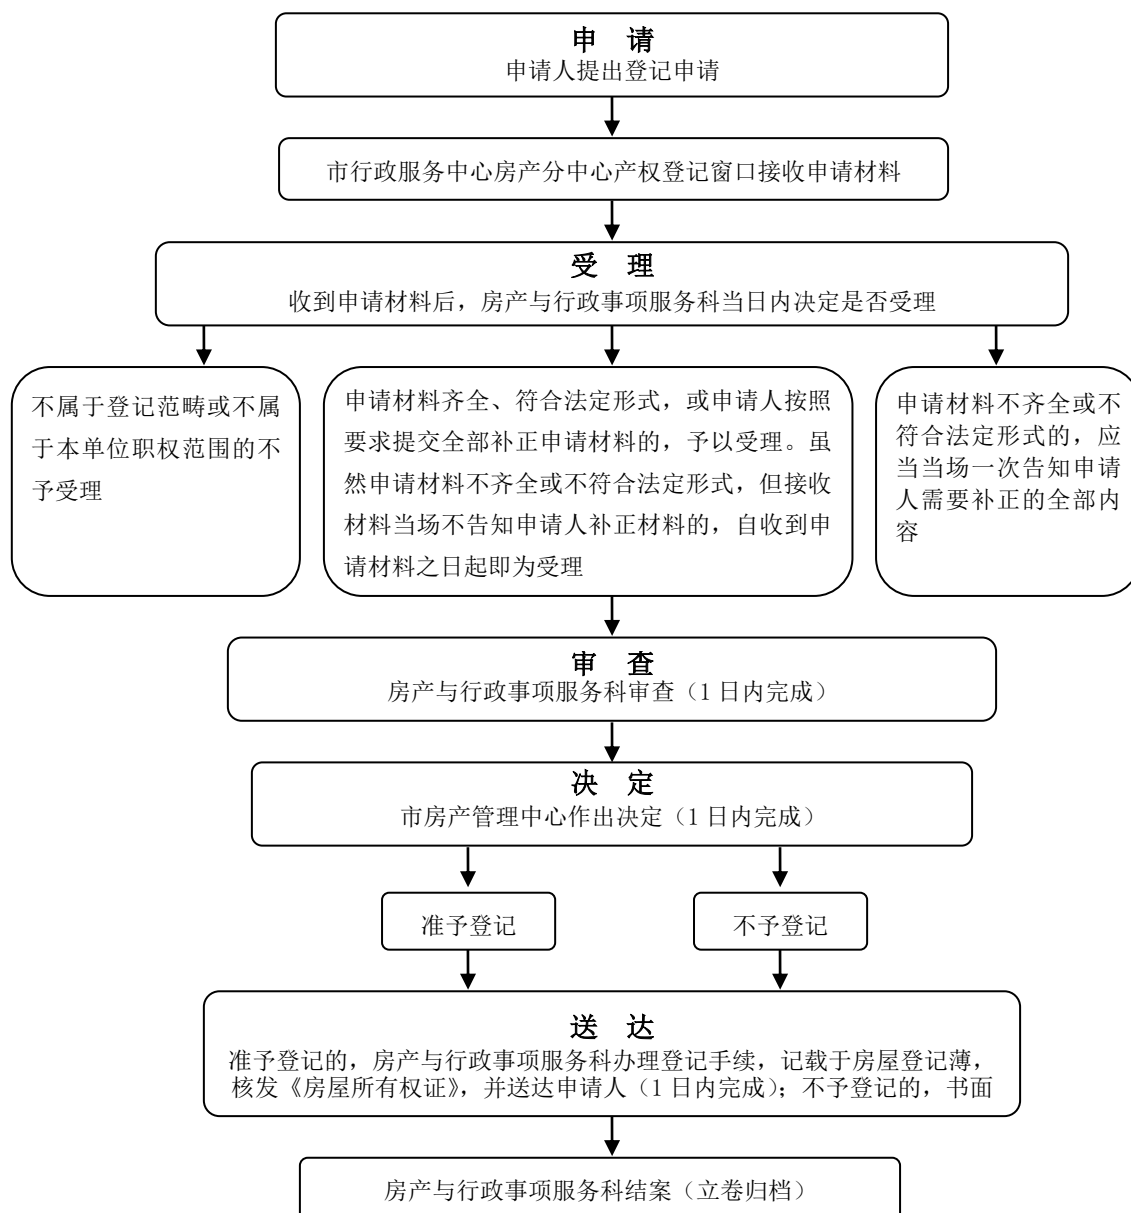 申 请
申请人提出登记申请
市行政服务中心房产分中心产权登记窗口接收申请材料
受 理
收到申请材料后，房产与行政事项服务科当日内决定是否受理
不属于登记范畴或不属
于本单位职权范围的不
予受理
申请材料齐全、符合法定形式，或申请人按照
要求提交全部补正申请材料的，予以受理。虽
然申请材料不齐全或不符合法定形式，但接收
材料当场不告知申请人补正材料的，自收到申
请材料之日起即为受理
申请材料不齐全或不
符合法定形式的，应
当当场一次告知申请
人需要补正的全部内
容
审 查
房产与行政事项服务科审查（1 日内完成）
决 定
市房产管理中心作出决定（1 日内完成）
准予登记
不予登记
送 达
准予登记的，房产与行政事项服务科办理登记手续，记载于房屋登记薄，
核发《房屋所有权证》，并送达申请人（1 日内完成）；不予登记的，书面
房产与行政事项服务科结案（立卷归档）